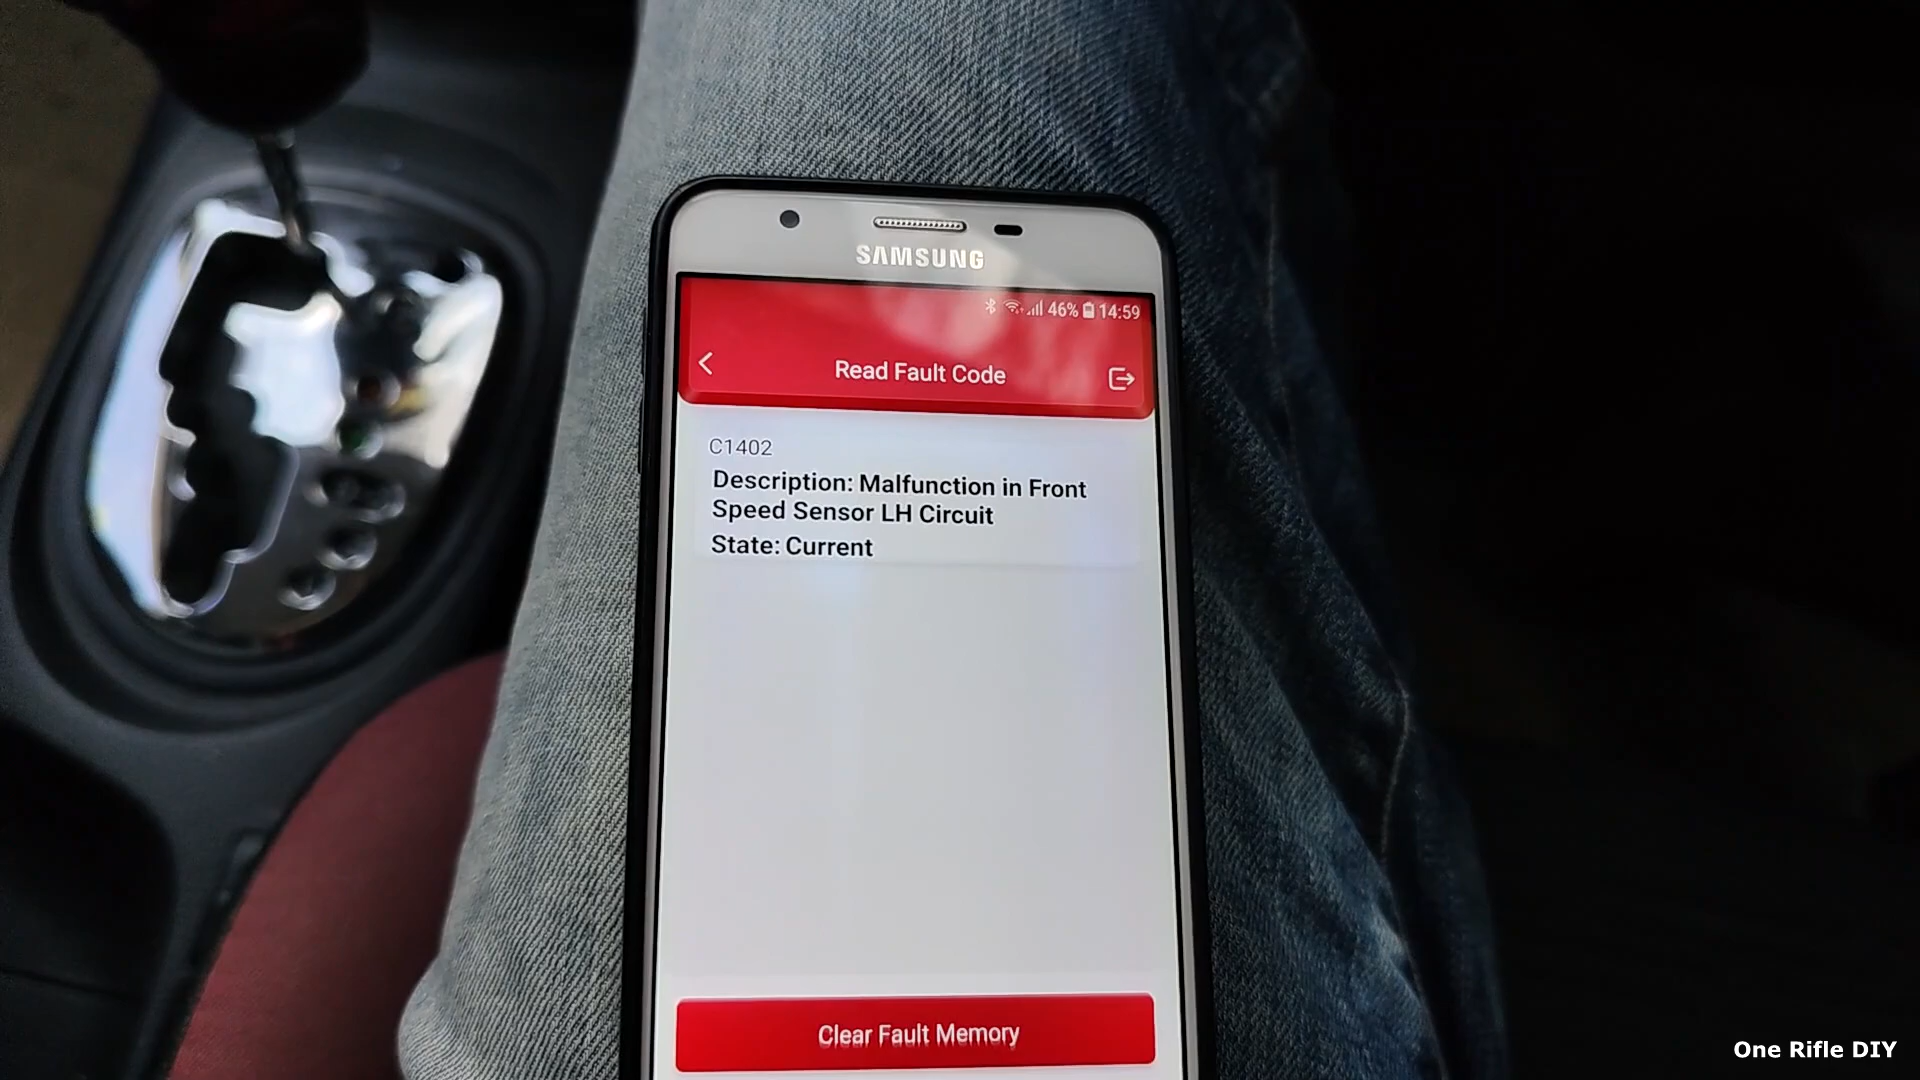 SAMSUNG
46% 14:59
Read Fault Code
C1402
Description: Malfunction in Front
Speed Sensor LH Circuit
State: Current
Clear Fault Memory
One Rifle DIY